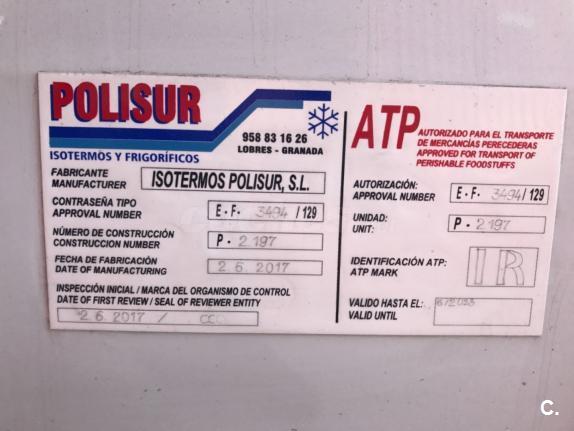 POLISUR
958 83 16 26
LOBRES - GRANADA
ISOTERMOS Y FRIGORÍFICOS
FABRICANTE
MANUFACTURER
ISOTERMOS POLISUR, S.L.
CONTRASEÑA TIPO
APPROVAL NUMBER
E - F - 3494 / 129
NÚMERO DE CONSTRUCCIÓN
CONSTRUCCION NUMBER
P - 2197
FECHA DE FABRICACIÓN
DATE OF MANUFACTURING
2 6 2017
INSPECCIÓN INICIAL / MARCA DEL ORGANISMO DE CONTROL
DATE OF FIRST REVIEW / SEAL OF REVIEWER ENTITY
2 6 2017 /
ATP
AUTORIZADO PARA EL TRANSPORTE
DE MERCANCÍAS PERECEDERAS
APPROVED FOR TRANSPORT OF
PERISHABLE FOODSTUFFS
AUTORIZACIÓN:
APPROVAL NUMBER
E - F - 3494 / 129
UNIDAD:
UNIT:
P - 2197
IDENTIFICACIÓN ATP:
ATP MARK
IR
VALIDO HASTA EL:
VALID UNTIL
6/2023
C.